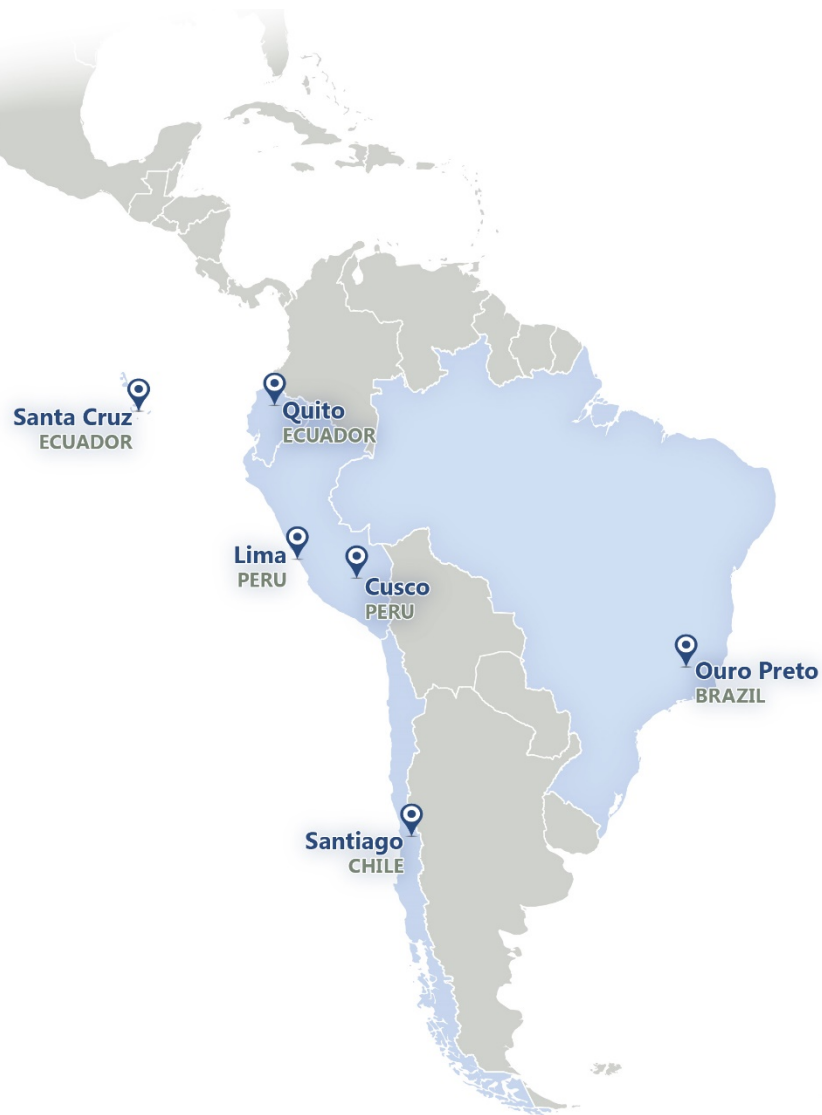 Santa Cruz
ECUADOR
Quito
ECUADOR
Lima
PERU
Cusco
PERU
Ouro Preto
BRAZIL
Santiago
CHILE